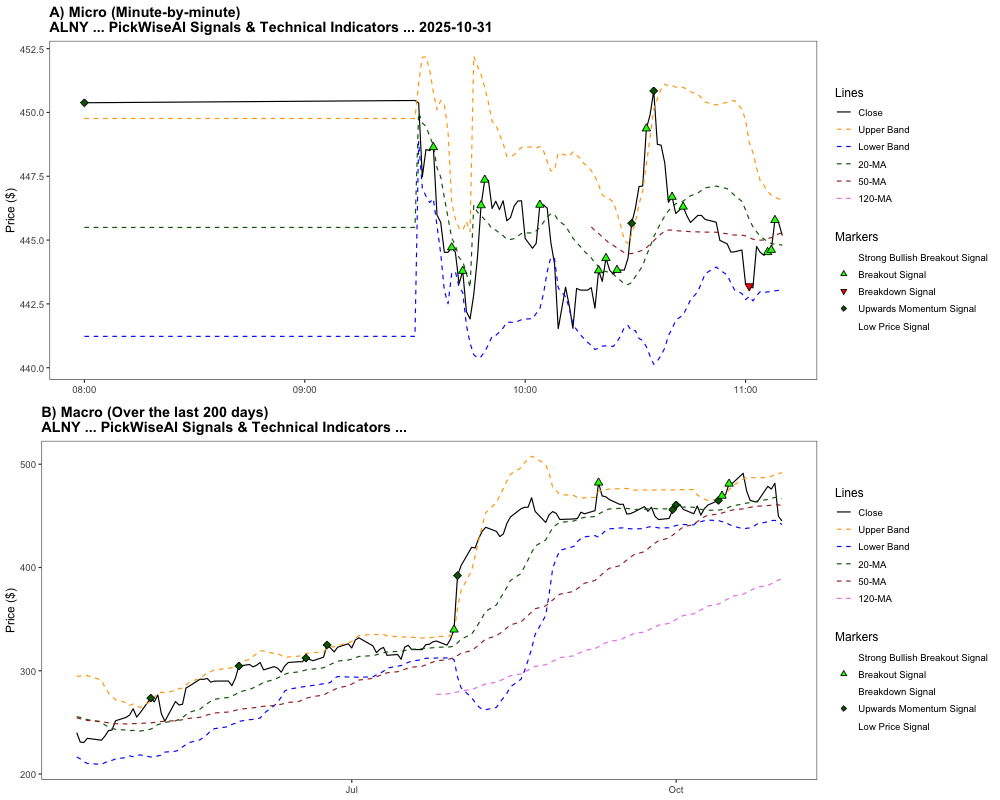 A) Micro (Minute-by-minute)
ALNY ... PickWiseAI Signals & Technical Indicators ... 2025-10-31
452.5
450.0
447.5
445.0
442.5
440.0
Price ($)
08:00
09:00
10:00
11:00
Lines
Close
Upper Band
Lower Band
20-MA
50-MA
120-MA
Markers
Strong Bullish Breakout Signal
Breakout Signal
Breakdown Signal
Upwards Momentum Signal
Low Price Signal
B) Macro (Over the last 200 days)
ALNY ... PickWiseAI Signals & Technical Indicators ...
500
400
300
200
Price ($)
Jul
Oct
Lines
Close
Upper Band
Lower Band
20-MA
50-MA
120-MA
Markers
Strong Bullish Breakout Signal
Breakout Signal
Breakdown Signal
Upwards Momentum Signal
Low Price Signal